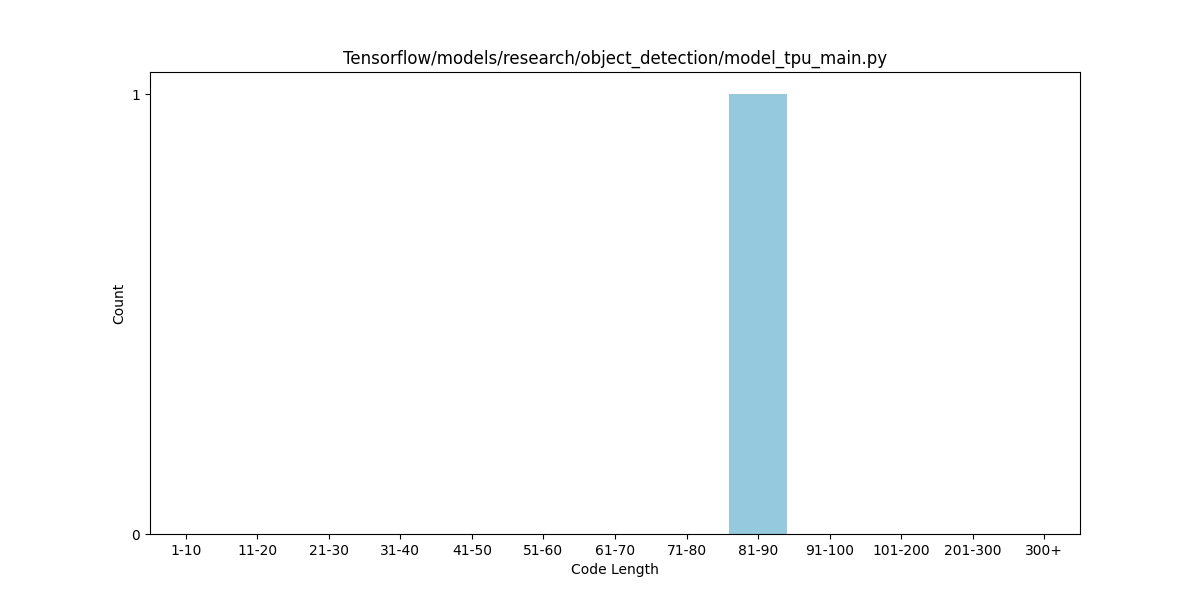 Tensorflow/models/research/object_detection/model_tpu_main.py
1
Count
0
1-10 11-20 21-30 31-40 41-50 51-60 61-70 71-80 81-90 91-100 101-200 201-300 300+
Code Length